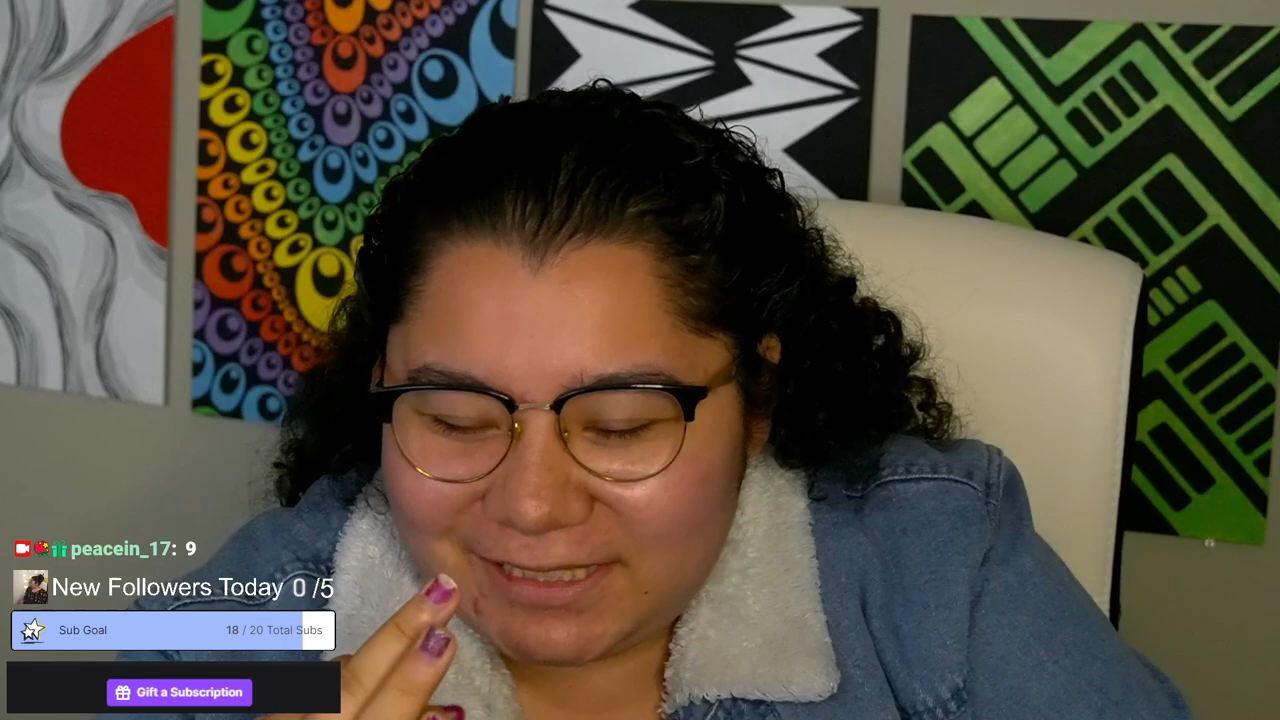 peacein_17: 9
New Followers Today 0 /5
Sub Goal 18 / 20 Total Subs
Gift a Subscription